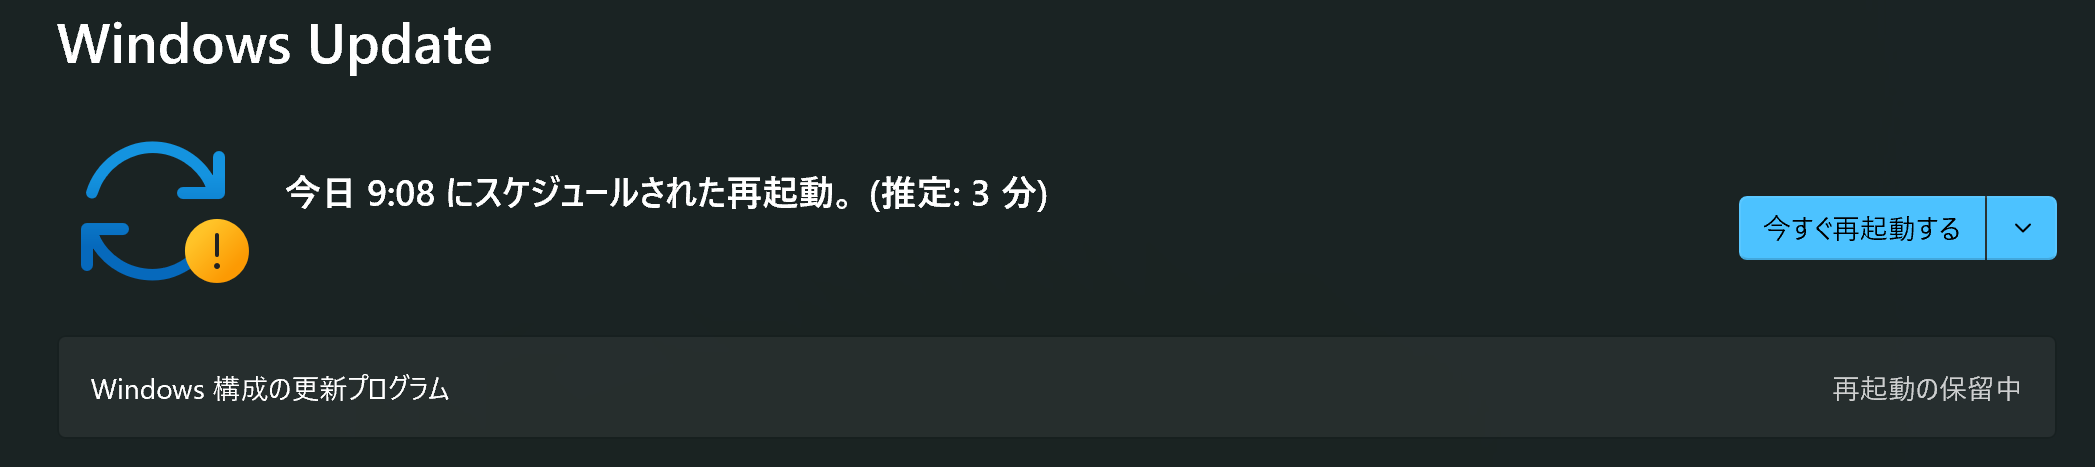 Windows Update
今日 9:08 にスケジュールされた再起動。(推定: 3 分)
今すぐ再起動する
Windows 構成の更新プログラム
再起動の保留中